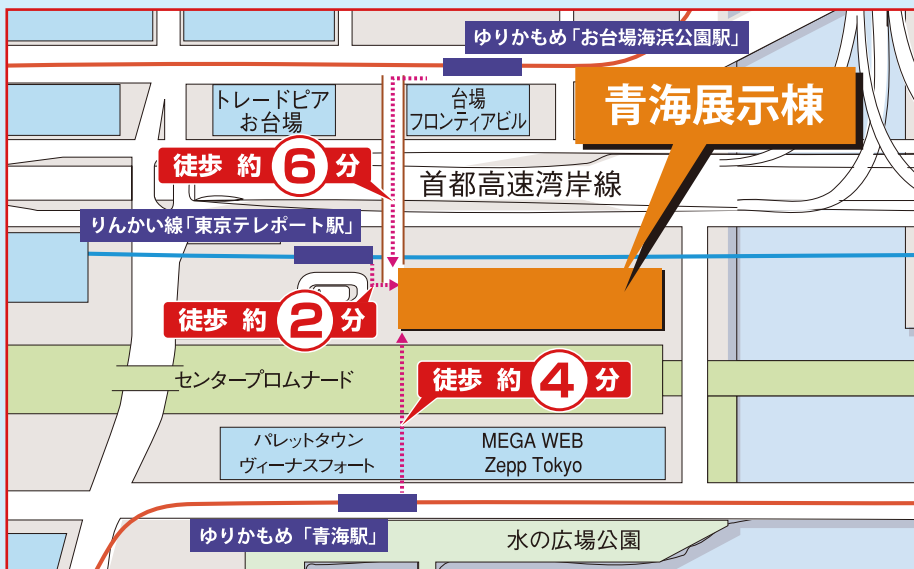 ゆりかもめ「お台場海浜公園駅」
トレードピア
お台場
台場
フロンティアビル
青海展示棟
徒歩 約 6 分
首都高速湾岸線
りんかい線「東京テレポート駅」
徒歩 約 2 分
センタープロムナード
徒歩 約 4 分
パレットタウン
ヴィーナスフォート
MEGA WEB
Zepp Tokyo
ゆりかもめ「青海駅」
水の広場公園